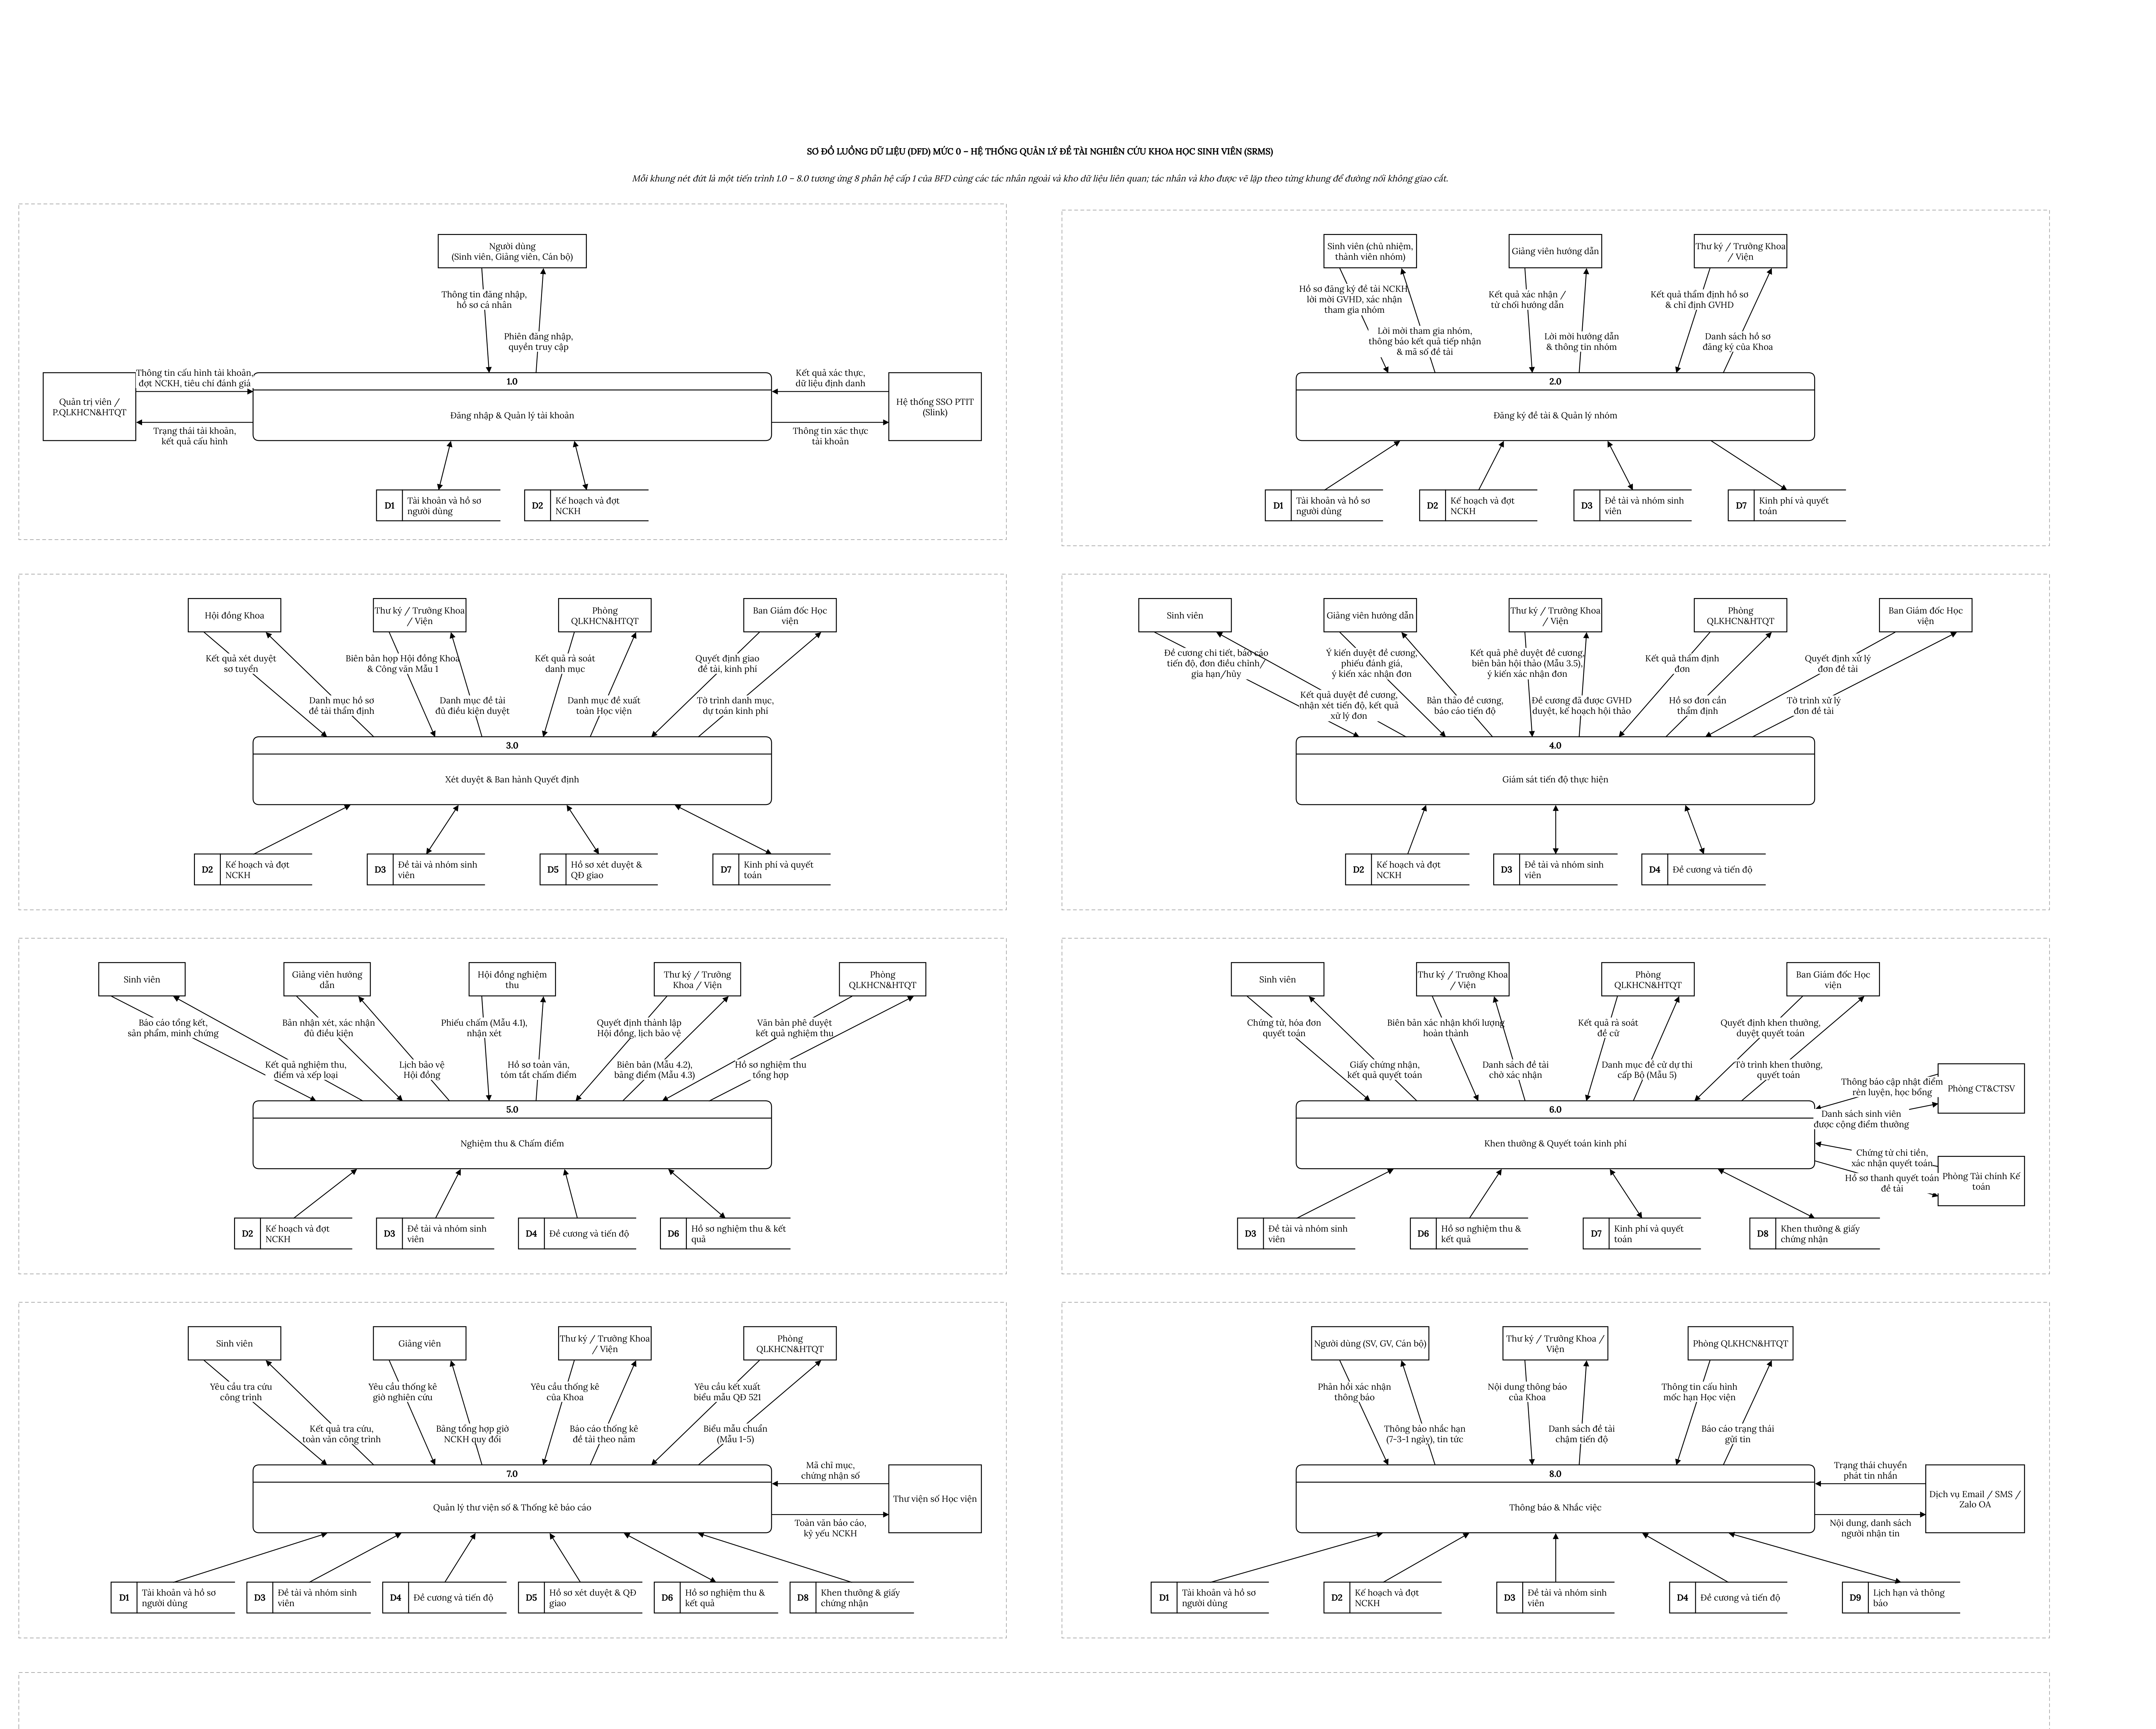 SƠ ĐỒ LUỒNG DỮ LIỆU (DFD) MỨC 0 – HỆ THỐNG QUẢN LÝ ĐỀ TÀI NGHIÊN CỨU KHOA HỌC SINH VIÊN (SRMS)
Mỗi khung nét đứt là một tiến trình 1.0 – 8.0 tương ứng 8 phân hệ cấp 1 của BFD cùng các tác nhân ngoài và kho dữ liệu liên quan; tác nhân và kho được vẽ lặp theo từng khung để đường nối không giao cắt.
Người dùng
(Sinh viên, Giảng viên, Cán bộ)
Thông tin đăng nhập,
hồ sơ cá nhân
Phiên đăng nhập,
quyền truy cập
Quản trị viên /
P.QLKHCN&HTQT
Thông tin cấu hình tài khoản,
đợt NCKH, tiêu chí đánh giá
Trạng thái tài khoản,
kết quả cấu hình
1.0
Đăng nhập & Quản lý tài khoản
Kết quả xác thực,
dữ liệu định danh
Thông tin xác thực
tài khoản
Hệ thống SSO PTIT
(Slink)
D1
Tài khoản và hồ sơ
người dùng
D2
Kế hoạch và đợt
NCKH
Sinh viên (chủ nhiệm,
thành viên nhóm)
Giảng viên hướng dẫn
Thư ký / Trưởng Khoa
/ Viện
Hồ sơ đăng ký đề tài NCKH,
lời mời GVHD, xác nhận
tham gia nhóm
Lời mời tham gia nhóm,
thông báo kết quả tiếp nhận
& mã số đề tài
Kết quả xác nhận /
từ chối hướng dẫn
Lời mời hướng dẫn
& thông tin nhóm
Kết quả thẩm định hồ sơ
& chỉ định GVHD
Danh sách hồ sơ
đăng ký của Khoa
2.0
Đăng ký đề tài & Quản lý nhóm
D1
Tài khoản và hồ sơ
người dùng
D2
Kế hoạch và đợt
NCKH
D3
Đề tài và nhóm sinh
viên
D7
Kinh phí và quyết
toán
Hội đồng Khoa
Thư ký / Trưởng Khoa
/ Viện
Phòng
QLKHCN&HTQT
Ban Giám đốc Học
viện
Kết quả xét duyệt
sơ tuyển
Danh mục hồ sơ
đề tài thẩm định
Biên bản họp Hội đồng Khoa
& Công văn Mẫu 1
Danh mục đề tài
đủ điều kiện duyệt
Kết quả rà soát
danh mục
Danh mục đề xuất
toàn Học viện
Quyết định giao
đề tài, kinh phí
Tờ trình danh mục,
dự toán kinh phí
3.0
Xét duyệt & Ban hành Quyết định
D2
Kế hoạch và đợt
NCKH
D3
Đề tài và nhóm sinh
viên
D5
Hồ sơ xét duyệt &
QĐ giao
D7
Kinh phí và quyết
toán
Sinh viên
Giảng viên hướng dẫn
Thư ký / Trưởng Khoa
/ Viện
Phòng
QLKHCN&HTQT
Ban Giám đốc Học
viện
Đề cương chi tiết, báo cáo
tiến độ, đơn điều chỉnh/
gia hạn/hủy
Kết quả duyệt đề cương,
nhận xét tiến độ, kết quả
xử lý đơn
Ý kiến duyệt đề cương,
phiếu đánh giá,
ý kiến xác nhận đơn
Bản thảo đề cương,
báo cáo tiến độ
Kết quả phê duyệt đề cương,
biên bản hội thảo (Mẫu 3.5),
ý kiến xác nhận đơn
Đề cương đã được GVHD
duyệt, kế hoạch hội thảo
Kết quả thẩm định
đơn
Hồ sơ đơn cần
thẩm định
Quyết định xử lý
đơn đề tài
Tờ trình xử lý
đơn đề tài
4.0
Giám sát tiến độ thực hiện
D2
Kế hoạch và đợt
NCKH
D3
Đề tài và nhóm sinh
viên
D4
Đề cương và tiến độ
Sinh viên
Giảng viên hướng
dẫn
Hội đồng nghiệm
thu
Thư ký / Trưởng
Khoa / Viện
Phòng
QLKHCN&HTQT
Báo cáo tổng kết,
sản phẩm, minh chứng
Kết quả nghiệm thu,
điểm và xếp loại
Bản nhận xét, xác nhận
đủ điều kiện
Lịch bảo vệ
Hội đồng
Phiếu chấm (Mẫu 4.1),
nhận xét
Hồ sơ toàn văn,
tóm tắt chấm điểm
Quyết định thành lập
Hội đồng, lịch bảo vệ
Biên bản (Mẫu 4.2),
bảng điểm (Mẫu 4.3)
Văn bản phê duyệt
kết quả nghiệm thu
Hồ sơ nghiệm thu
tổng hợp
5.0
Nghiệm thu & Chấm điểm
D2
Kế hoạch và đợt
NCKH
D3
Đề tài và nhóm sinh
viên
D4
Đề cương và tiến độ
D6
Hồ sơ nghiệm thu & kết
quả
Sinh viên
Thư ký / Trưởng Khoa
/ Viện
Phòng
QLKHCN&HTQT
Ban Giám đốc Học
viện
Chứng từ, hóa đơn
quyết toán
Giấy chứng nhận,
kết quả quyết toán
Biên bản xác nhận khối lượng
hoàn thành
Danh sách đề tài
chờ xác nhận
Kết quả rà soát
đề cử
Danh mục đề cử dự thi
cấp Bộ (Mẫu 5)
Quyết định khen thưởng,
duyệt quyết toán
Tờ trình khen thưởng,
quyết toán
Thông báo cập nhật điểm
rèn luyện, học bổng
Danh sách sinh viên
được cộng điểm thưởng
Phòng CT&CTSV
Chứng từ chi tiền,
xác nhận quyết toán
Hồ sơ thanh quyết toán
đề tài
Phòng Tài chính Kế
toán
6.0
Khen thưởng & Quyết toán kinh phí
D3
Đề tài và nhóm sinh
viên
D6
Hồ sơ nghiệm thu &
kết quả
D7
Kinh phí và quyết
toán
D8
Khen thưởng & giấy
chứng nhận
Sinh viên
Giảng viên
Thư ký / Trưởng Khoa
/ Viện
Phòng
QLKHCN&HTQT
Yêu cầu tra cứu
công trình
Kết quả tra cứu,
toàn văn công trình
Yêu cầu thống kê
giờ nghiên cứu
Bảng tổng hợp giờ
NCKH quy đổi
Yêu cầu thống kê
của Khoa
Báo cáo thống kê
đề tài theo năm
Yêu cầu kết xuất
biểu mẫu QĐ 521
Biểu mẫu chuẩn
(Mẫu 1-5)
7.0
Quản lý thư viện số & Thống kê báo cáo
Mã chỉ mục,
chứng nhận số
Toàn văn báo cáo,
kỷ yếu NCKH
Thư viện số Học viện
D1
Tài khoản và hồ sơ
người dùng
D3
Đề tài và nhóm sinh
viên
D4
Đề cương và tiến độ
D5
Hồ sơ xét duyệt & QĐ
giao
D6
Hồ sơ nghiệm thu &
kết quả
D8
Khen thưởng & giấy
chứng nhận
Người dùng (SV, GV, Cán bộ)
Thư ký / Trưởng Khoa /
Viện
Phòng QLKHCN&HTQT
Phản hồi xác nhận
thông báo
Thông báo nhắc hạn
(7-3-1 ngày), tin tức
Nội dung thông báo
của Khoa
Danh sách đề tài
chậm tiến độ
Thông tin cấu hình
mốc hạn Học viện
Báo cáo trạng thái
gửi tin
8.0
Thông báo & Nhắc việc
Trạng thái chuyển
phát tin nhắn
Nội dung, danh sách
người nhận tin
Dịch vụ Email / SMS /
Zalo OA
D1
Tài khoản và hồ sơ
người dùng
D2
Kế hoạch và đợt
NCKH
D3
Đề tài và nhóm sinh
viên
D4
Đề cương và tiến độ
D9
Lịch hạn và thông
báo